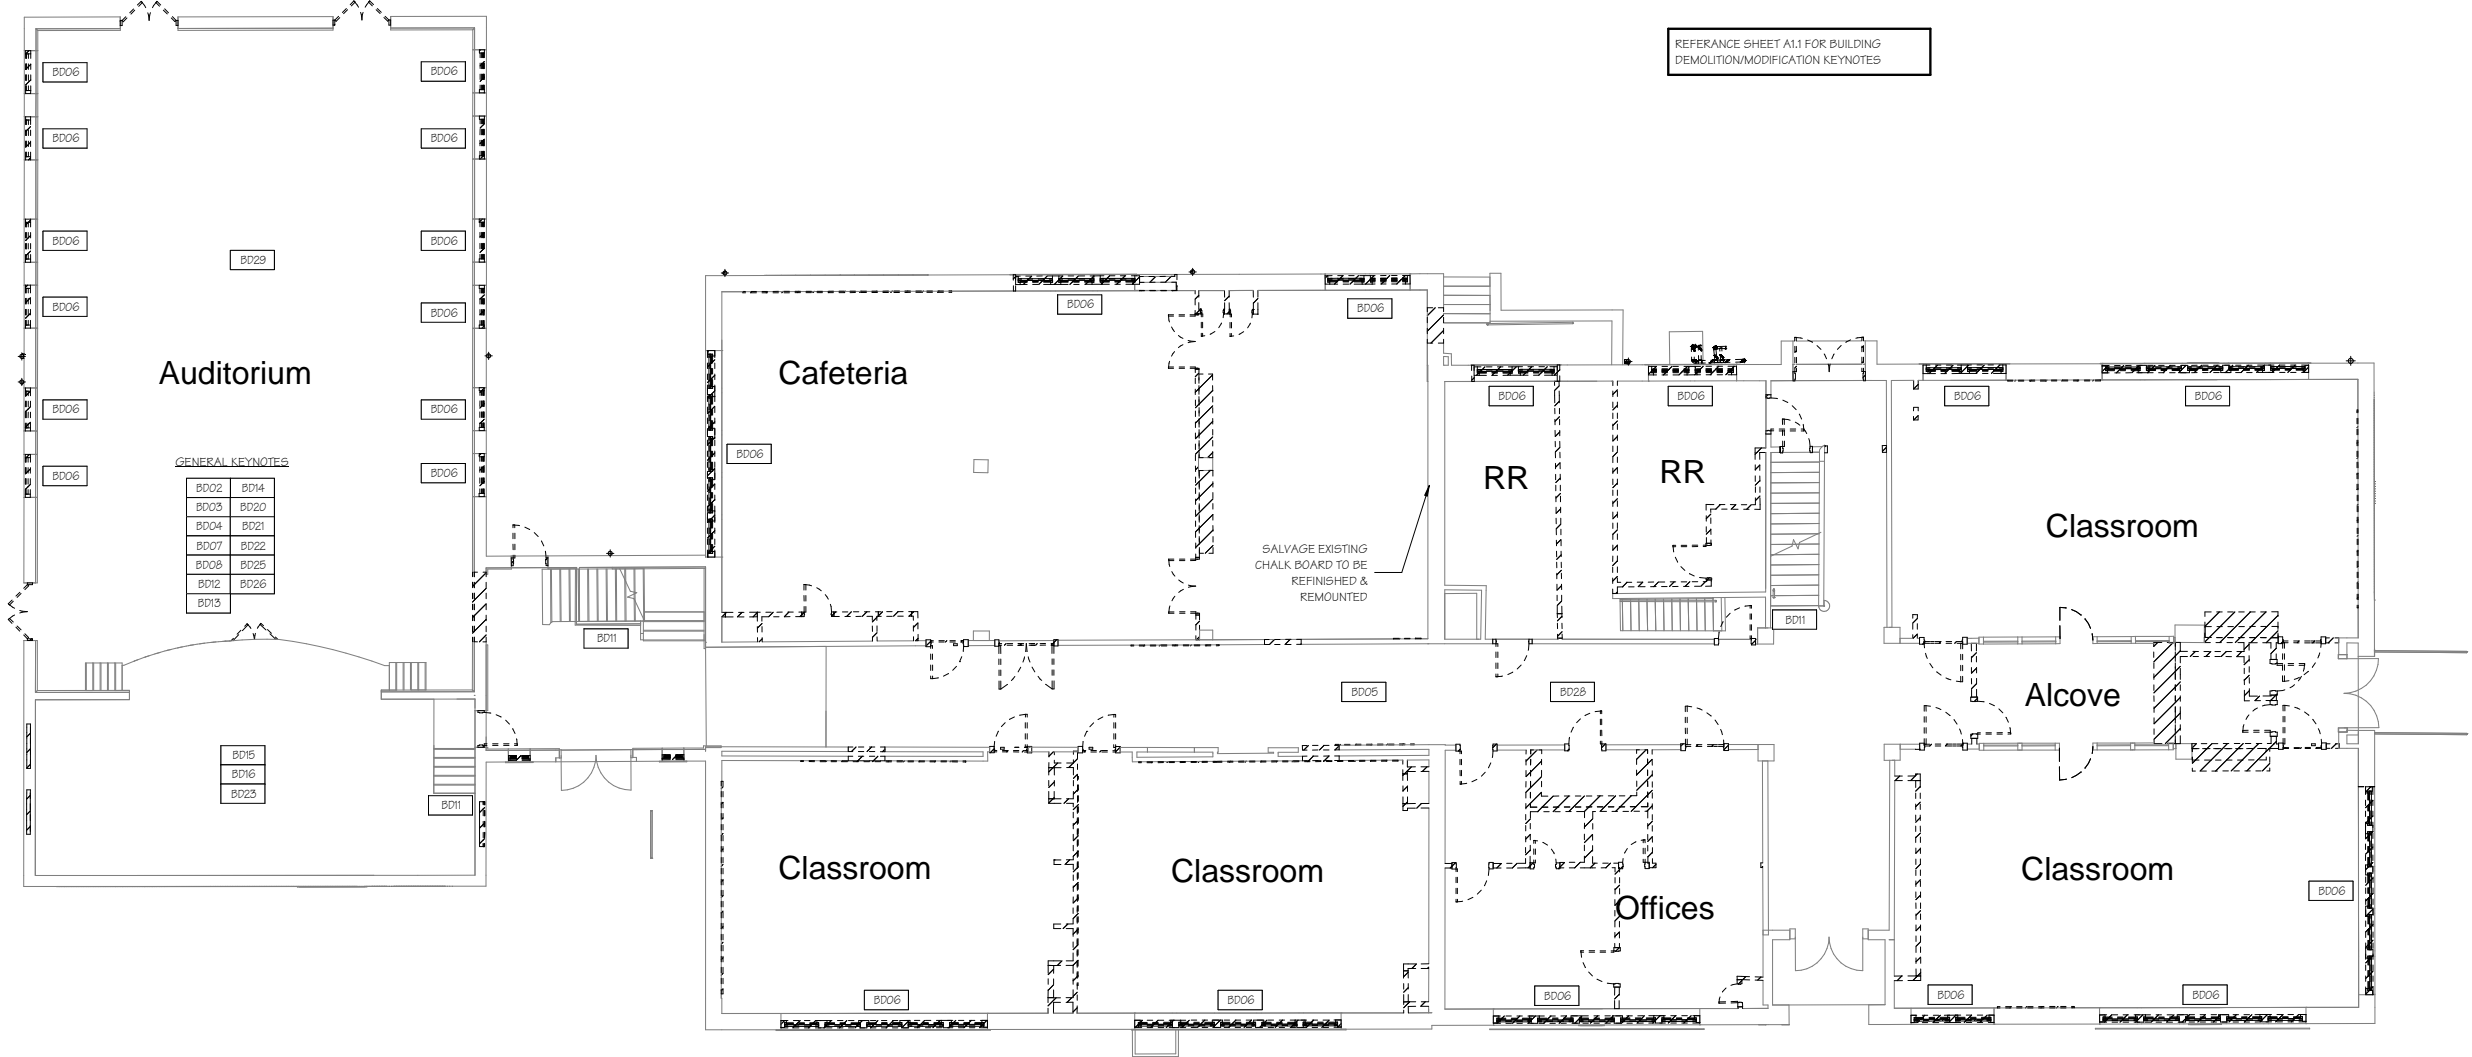 REFERANCE SHEET A1.1 FOR BUILDING
DEMOLITION/MODIFICATION KEYNOTES
BD06
BD06
BD06
BD06
BD06
BD06
BD29
BD06
BD06
Auditorium
BD06
BD06
BD06
BD06
GENERAL KEYNOTES
BD02 BD14
BD03 BD20
BD04 BD21
BD07 BD22
BD08 BD25
BD12 BD26
BD13
BD11
BD15
BD16
BD23
BD11
BD06
BD06
Cafeteria
BD06
SALVAGE EXISTING
CHALK BOARD TO BE
REFINISHED &
REMOUNTED
BD06
BD06
RR
RR
BD11
BD06
BD06
Classroom
BD05
BD28
Alcove
Classroom
BD06
Classroom
BD06
Offices
BD06
Classroom
BD06
BD06
BD06